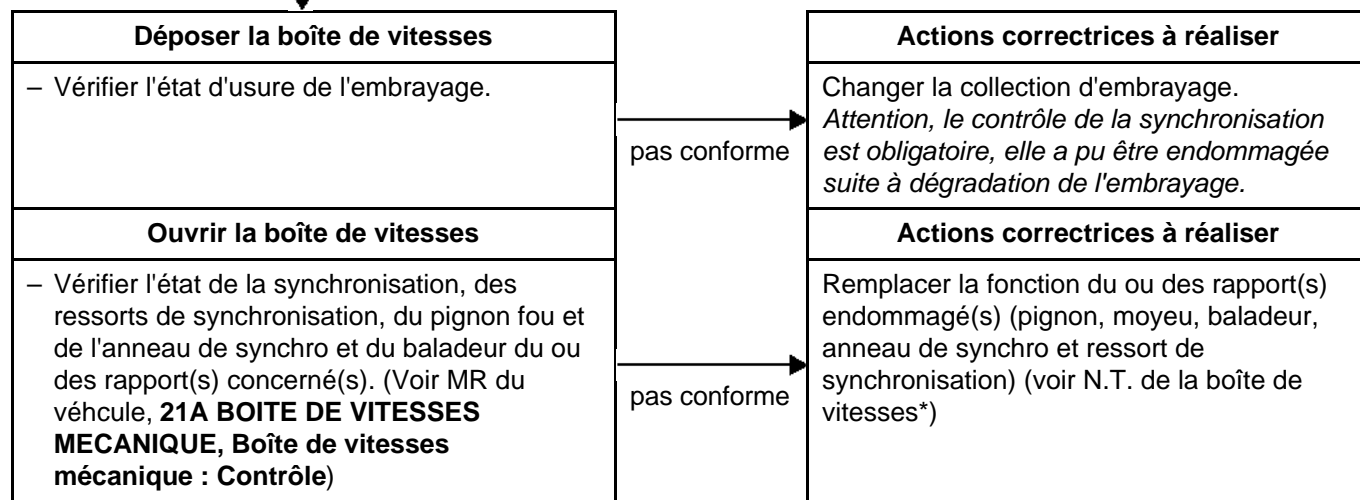 Déposer la boîte de vitesses
– Vérifier l'état d'usure de l'embrayage.
pas conforme
Actions correctrices à réaliser
Changer la collection d'embrayage.
Attention, le contrôle de la synchronisation
est obligatoire, elle a pu être endommagée
suite à dégradation de l'embrayage.
Ouvrir la boîte de vitesses
– Vérifier l'état de la synchronisation, des
ressorts de synchronisation, du pignon fou et
de l'anneau de synchro et du baladeur du ou
des rapport(s) concerné(s). (Voir MR du
véhcule, 21A BOITE DE VITESSES
MECANIQUE, Boîte de vitesses
mécanique : Contrôle)
pas conforme
Actions correctrices à réaliser
Remplacer la fonction du ou des rapport(s)
endommagé(s) (pignon, moyeu, baladeur,
anneau de synchro et ressort de
synchronisation) (voir N.T. de la boîte de
vitesses*)